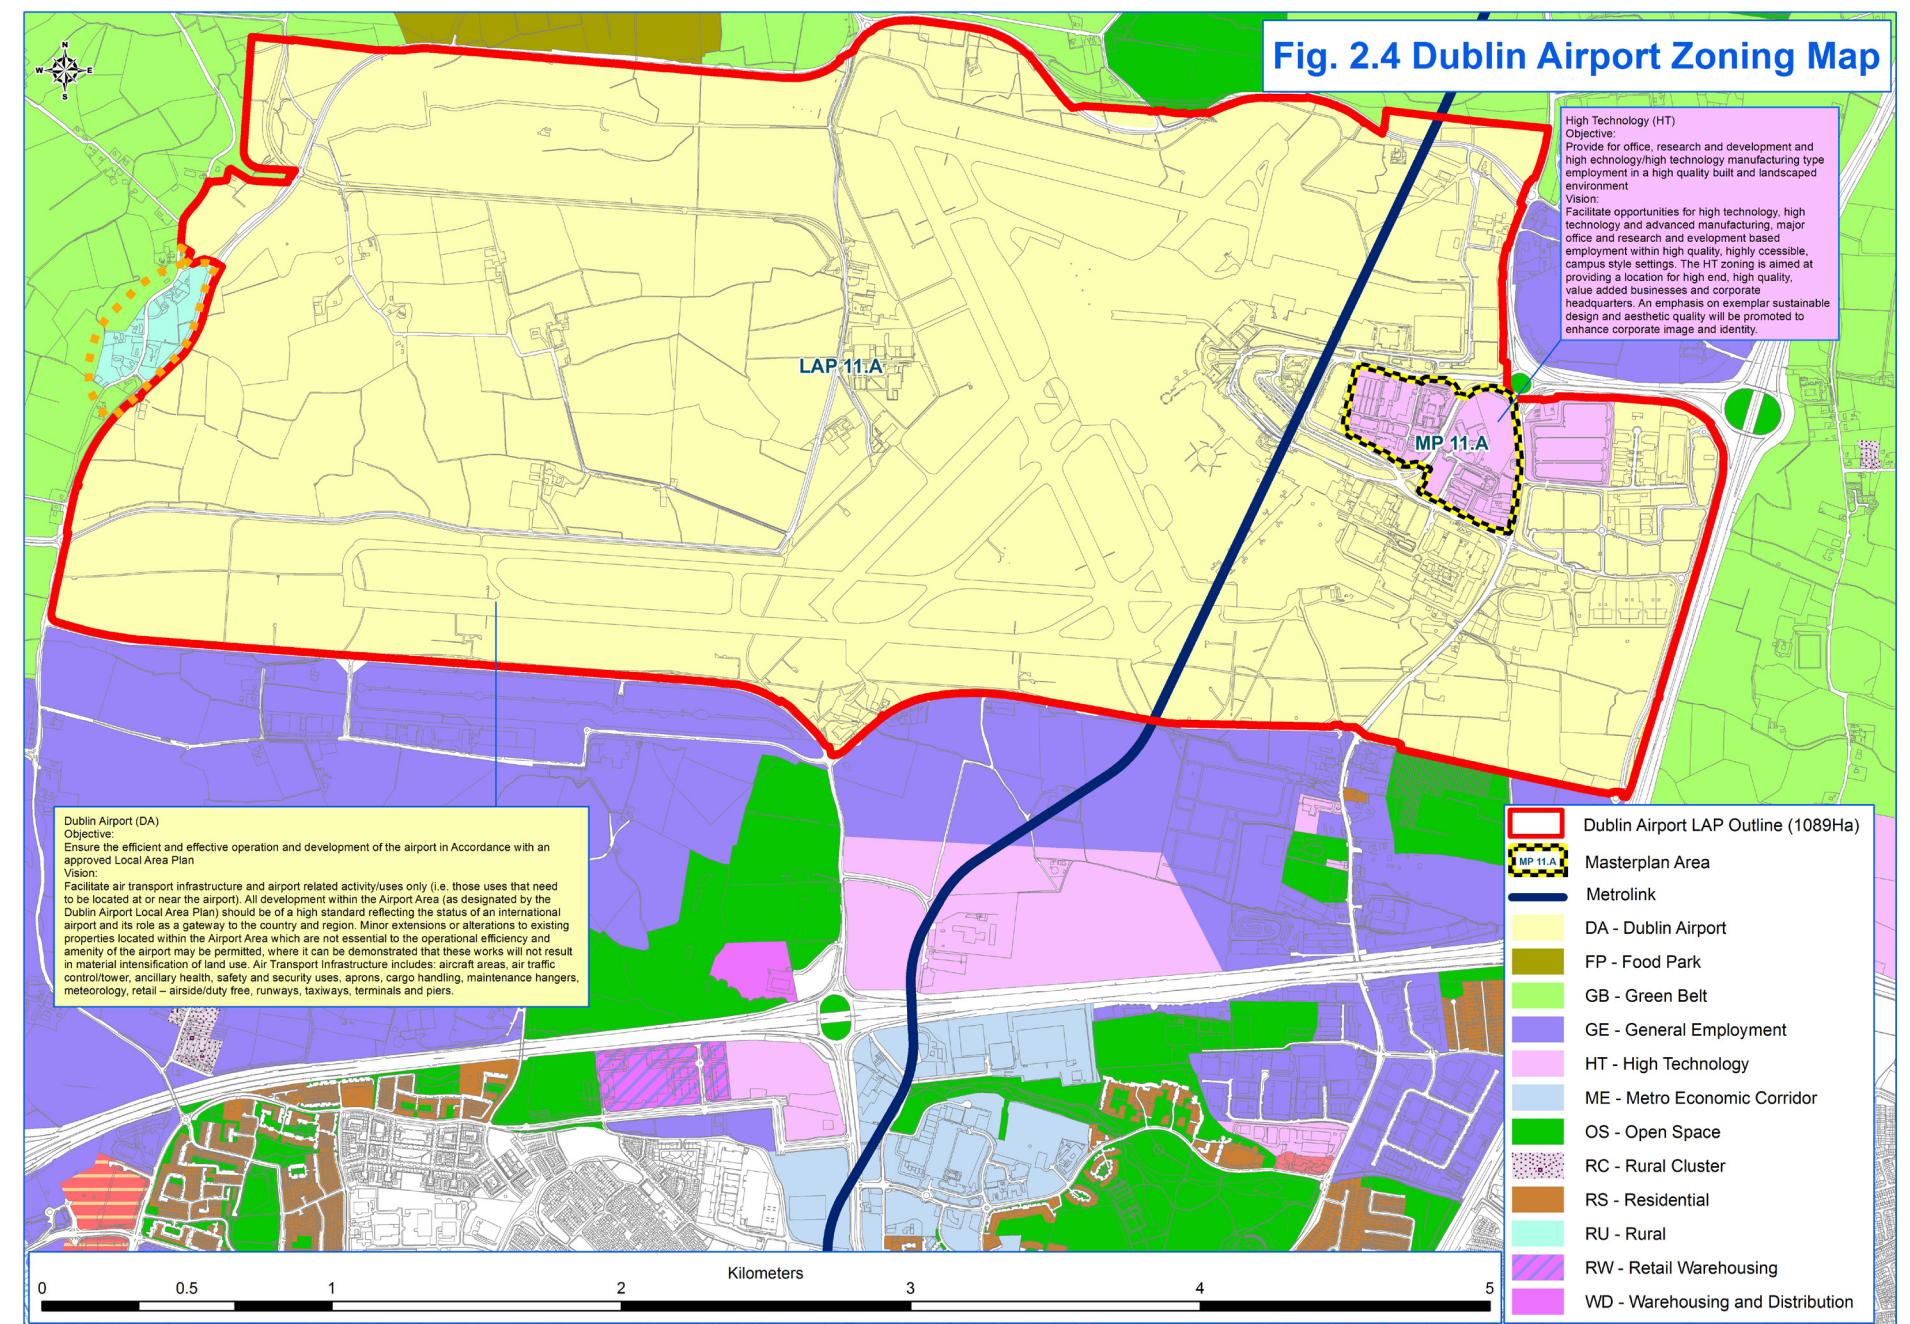 Fig. 2.4 Dublin Airport Zoning Map
N
W E
S
High Technology (HT)
Objective:
Provide for office, research and development and
high echnology/high technology manufacturing type
employment in a high quality built and landscaped
environment
Vision:
Facilitate opportunities for high technology, high
technology and advanced manufacturing, major
office and research and evelopment based
employment within high quality, highly ccessible,
campus style settings. The HT zoning is aimed at
providing a location for high end, high quality,
value added businesses and corporate
headquarters. An emphasis on exemplar sustainable
design and aesthetic quality will be promoted to
enhance corporate image and identity.
LAP 11.A
MP 11.A
Dublin Airport (DA)
Objective:
Ensure the efficient and effective operation and development of the airport in Accordance with an
approved Local Area Plan
Vision:
Facilitate air transport infrastructure and airport related activity/uses only (i.e. those uses that need
to be located at or near the airport). All development within the Airport Area (as designated by the
Dublin Airport Local Area Plan) should be of a high standard reflecting the status of an international
airport and its role as a gateway to the country and region. Minor extensions or alterations to existing
properties located within the Airport Area which are not essential to the operational efficiency and
amenity of the airport may be permitted, where it can be demonstrated that these works will not result
in material intensification of land use. Air Transport Infrastructure includes: aircraft areas, air traffic
control/tower, ancillary health, safety and security uses, aprons, cargo handling, maintenance hangers,
meteorology, retail – airside/duty free, runways, taxiways, terminals and piers.
Dublin Airport LAP Outline (1089Ha)
MP 11.A Masterplan Area
Metrolink
DA - Dublin Airport
FP - Food Park
GB - Green Belt
GE - General Employment
HT - High Technology
ME - Metro Economic Corridor
OS - Open Space
RC - Rural Cluster
RS - Residential
RU - Rural
RW - Retail Warehousing
WD - Warehousing and Distribution
Kilometers
0 0.5 1 2 3 4 5